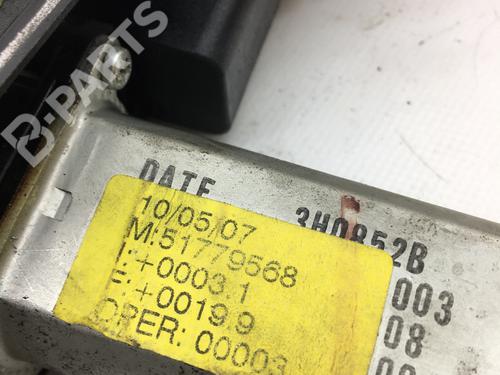 B-PARTS
DATE
3H0852B
003
08
10/05/07
M:51779568
:+0003.1
:+0019.9
OPER: 00003